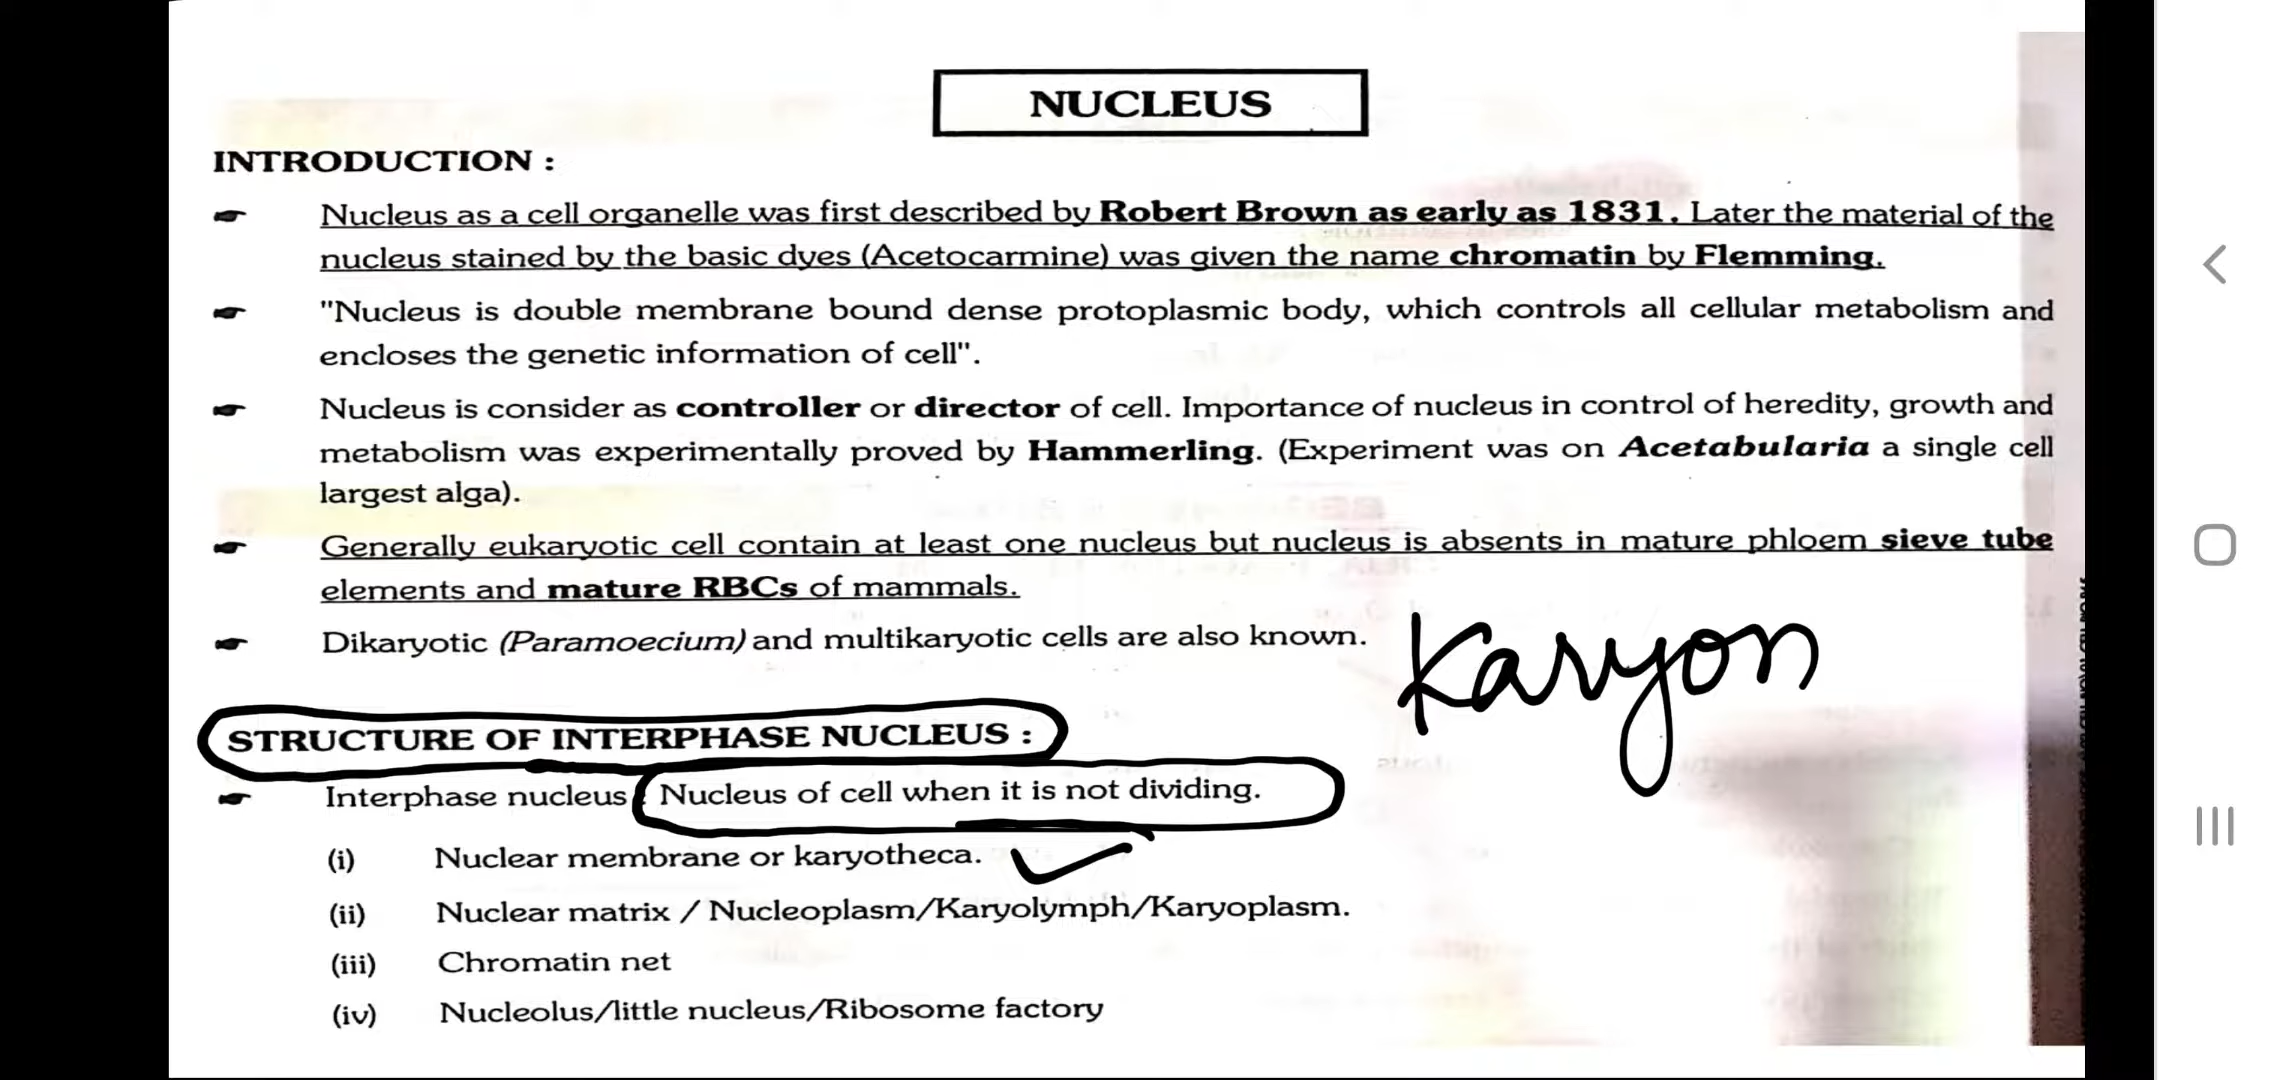 NUCLEUS
INTRODUCTION :
Nucleus as a cell organelle was first described by Robert Brown as early as 1831. Later the material of the
nucleus stained by the basic dyes (Acetocarmine) was given the name chromatin by Flemming.
"Nucleus is double membrane bound dense protoplasmic body, which controls all cellular metabolism and
encloses the genetic information of cell".
Nucleus is consider as controller or director of cell. Importance of nucleus in control of heredity, growth and
metabolism was experimentally proved by Hammerling. (Experiment was on Acetabularia a single cell
largest alga).
Generally eukaryotic cell contain at least one nucleus but nucleus is absents in mature phloem sieve tube
elements and mature RBCs of mammals.
Dikaryotic (Paramoecium) and multikaryotic cells are also known.
Karyon
STRUCTURE OF INTERPHASE NUCLEUS :
Interphase nucleus : Nucleus of cell when it is not dividing.
(i) Nuclear membrane or karyotheca.
(ii) Nuclear matrix / Nucleoplasm/Karyolymph/Karyoplasm.
(iii) Chromatin net
(iv) Nucleolus/little nucleus/Ribosome factory